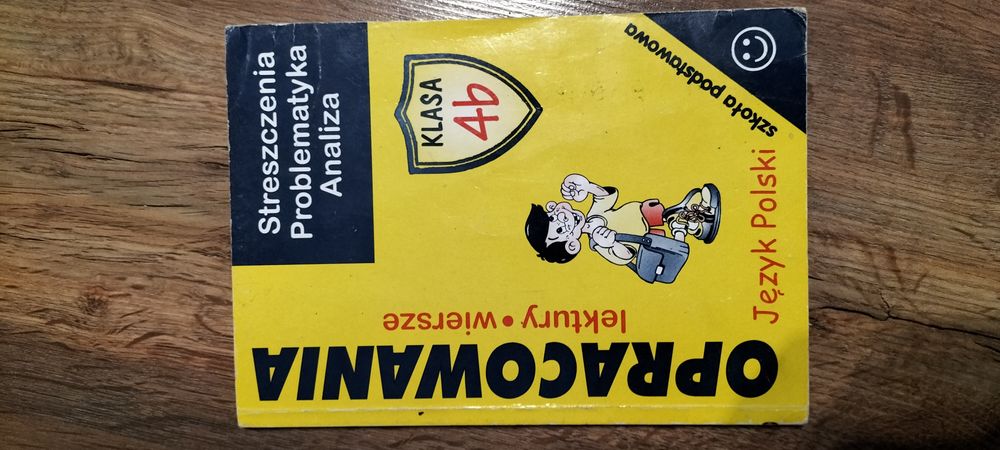 OPRACOWANIA
lektury • wiersze
Streszczenia
Problematyka
Analiza
KLASA
4b
Język Polski
szkoła podstawowa